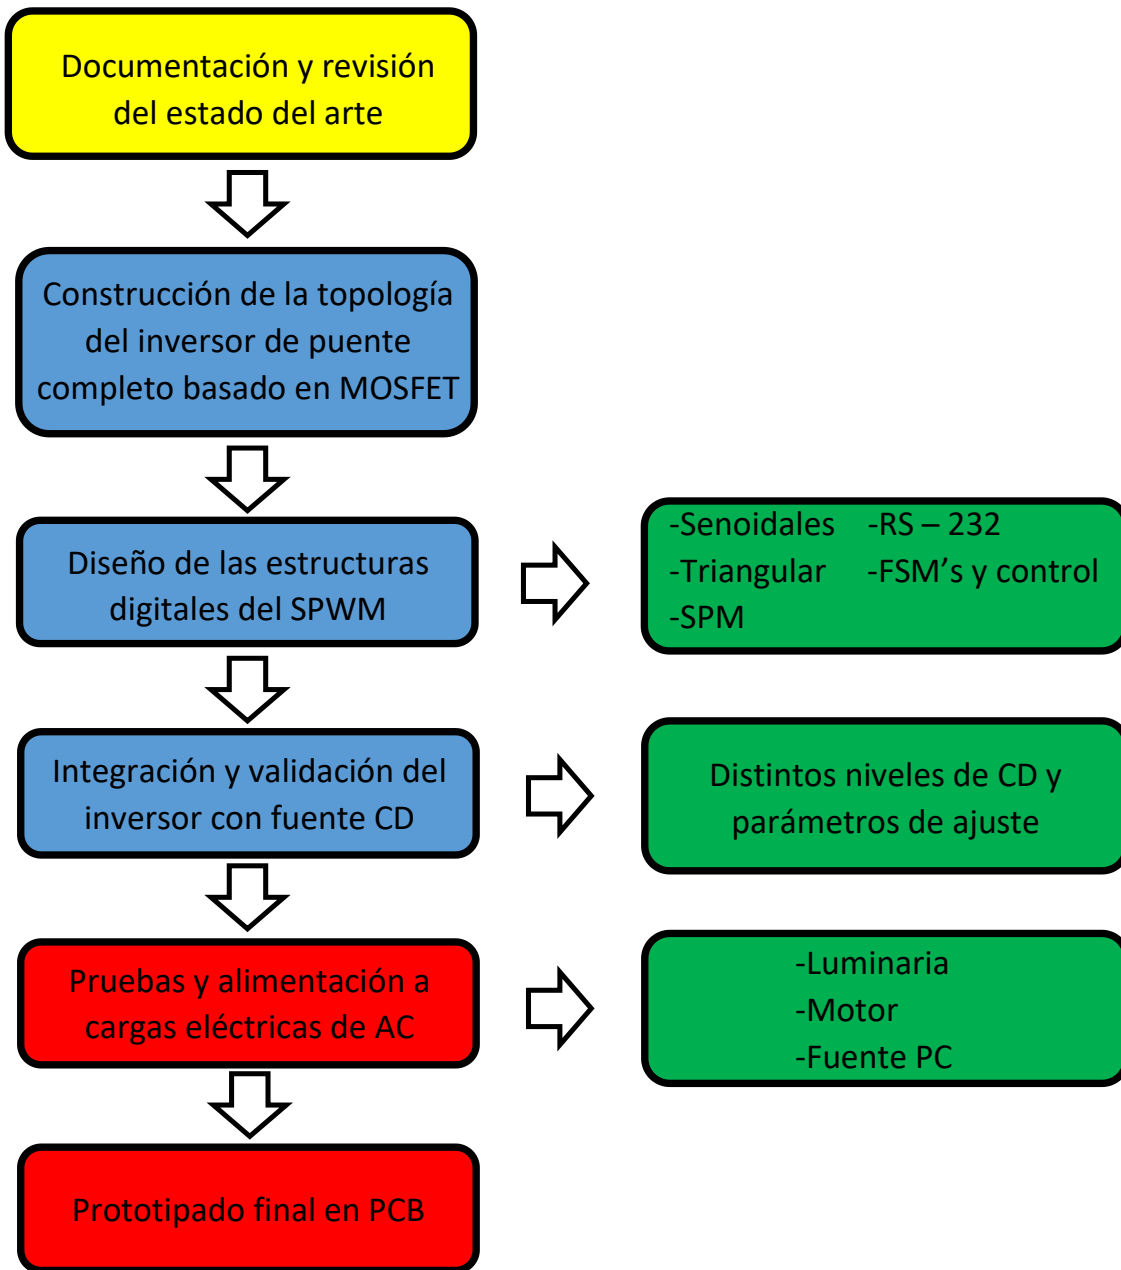 Documentación y revisión
del estado del arte
Construcción de la topología
del inversor de puente
completo basado en MOSFET
Diseño de las estructuras
digitales del SPWM
-Senoidales -RS – 232
-Triangular -FSM’s y control
-SPM
Integración y validación del
inversor con fuente CD
Distintos niveles de CD y
parámetros de ajuste
Pruebas y alimentación a
cargas eléctricas de AC
-Luminaria
-Motor
-Fuente PC
Prototipado final en PCB